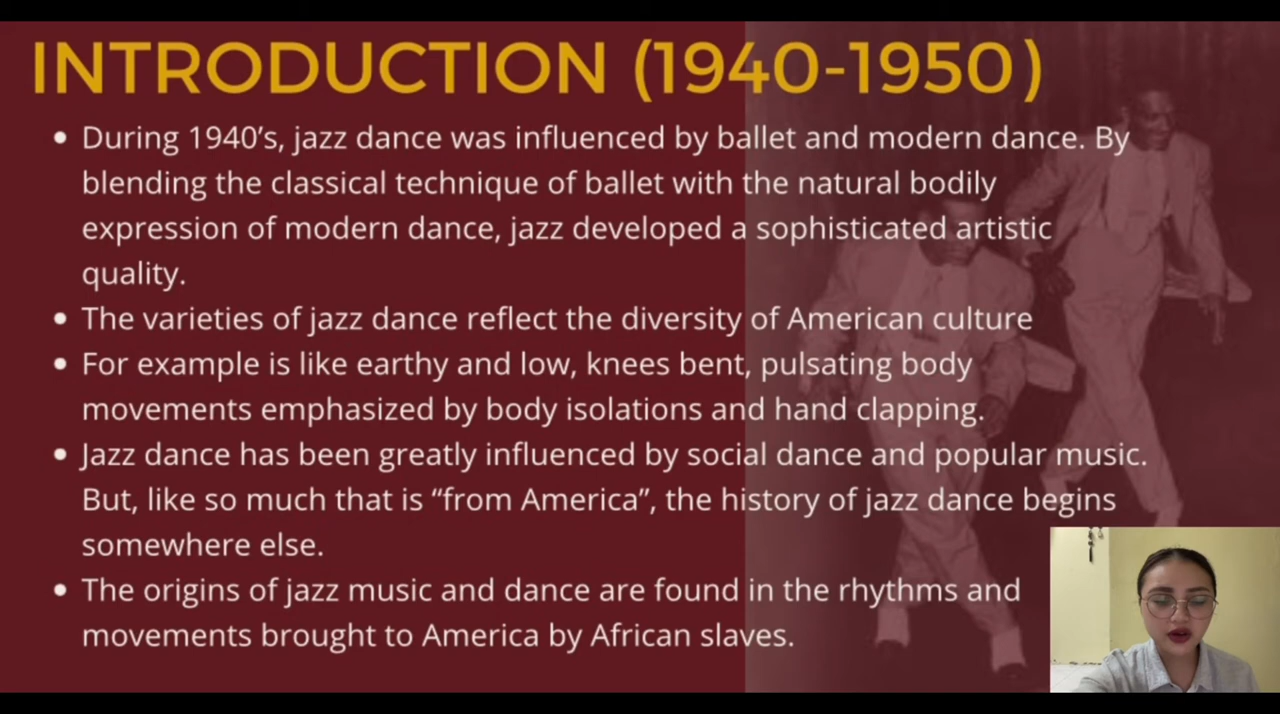 INTRODUCTION (1940-1950)
• During 1940's, jazz dance was influenced by ballet and modern dance. By
blending the classical technique of ballet with the natural bodily
expression of modern dance, jazz developed a sophisticated artistic
quality.
• The varieties of jazz dance reflect the diversity of American culture
• For example is like earthy and low, knees bent, pulsating body
movements emphasized by body isolations and hand clapping.
• Jazz dance has been greatly influenced by social dance and popular music.
But, like so much that is “from America”, the history of jazz dance begins
somewhere else.
• The origins of jazz music and dance are found in the rhythms and
movements brought to America by African slaves.